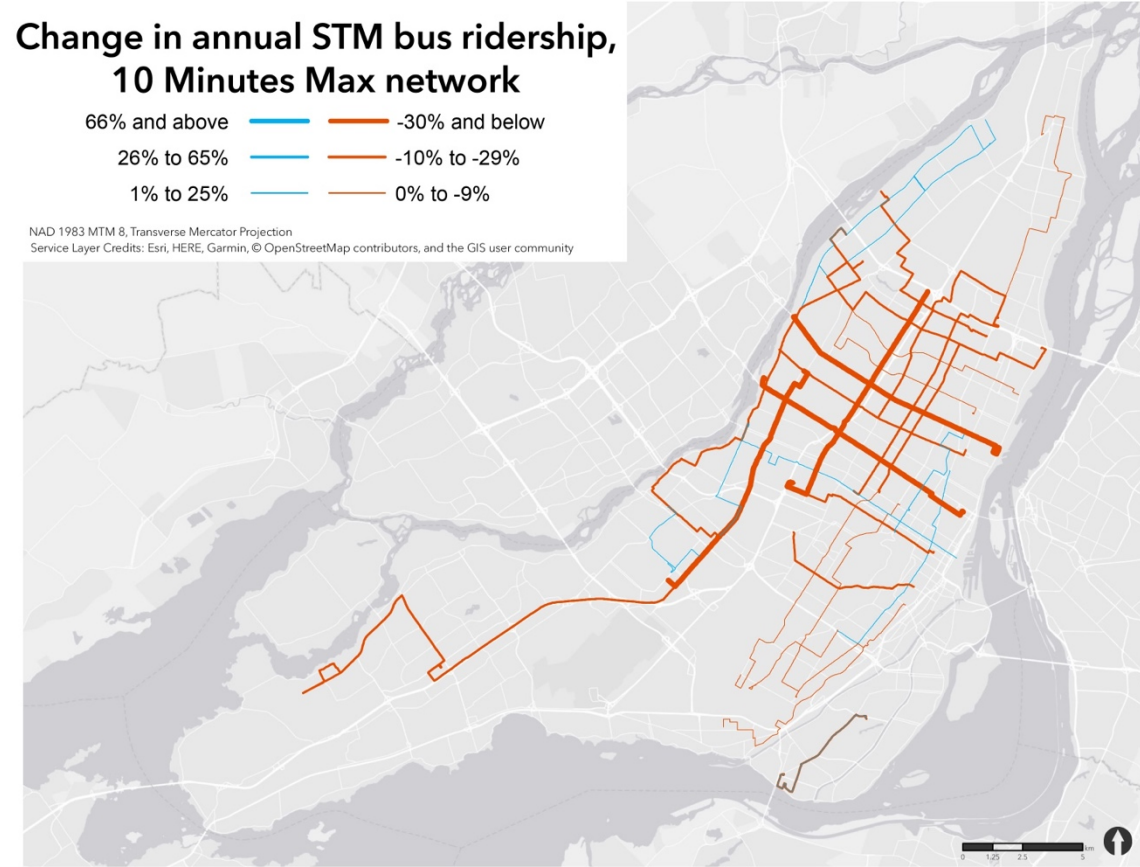 Change in annual STM bus ridership,
10 Minutes Max network
66% and above -30% and below
26% to 65% -10% to -29%
1% to 25% 0% to -9%
NAD 1983 MTM 8, Transverse Mercator Projection
Service Layer Credits: Esri, HERE, Garmin, © OpenStreetMap contributors, and the GIS user community
km
0 1.25 2.5 5